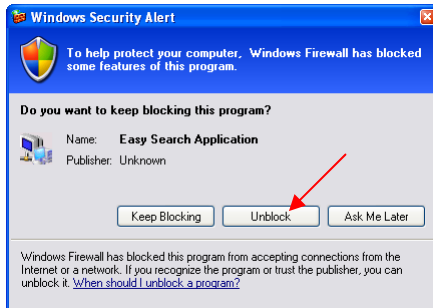 Windows Security Alert
To help protect your computer, Windows Firewall has blocked
some features of this program.
Do you want to keep blocking this program?
Name: Easy Search Application
Publisher: Unknown
Keep Blocking Unblock Ask Me Later
Windows Firewall has blocked this program from accepting connections from the
Internet or a network. If you recognize the program or trust the publisher, you can
unblock it. When should I unblock a program?